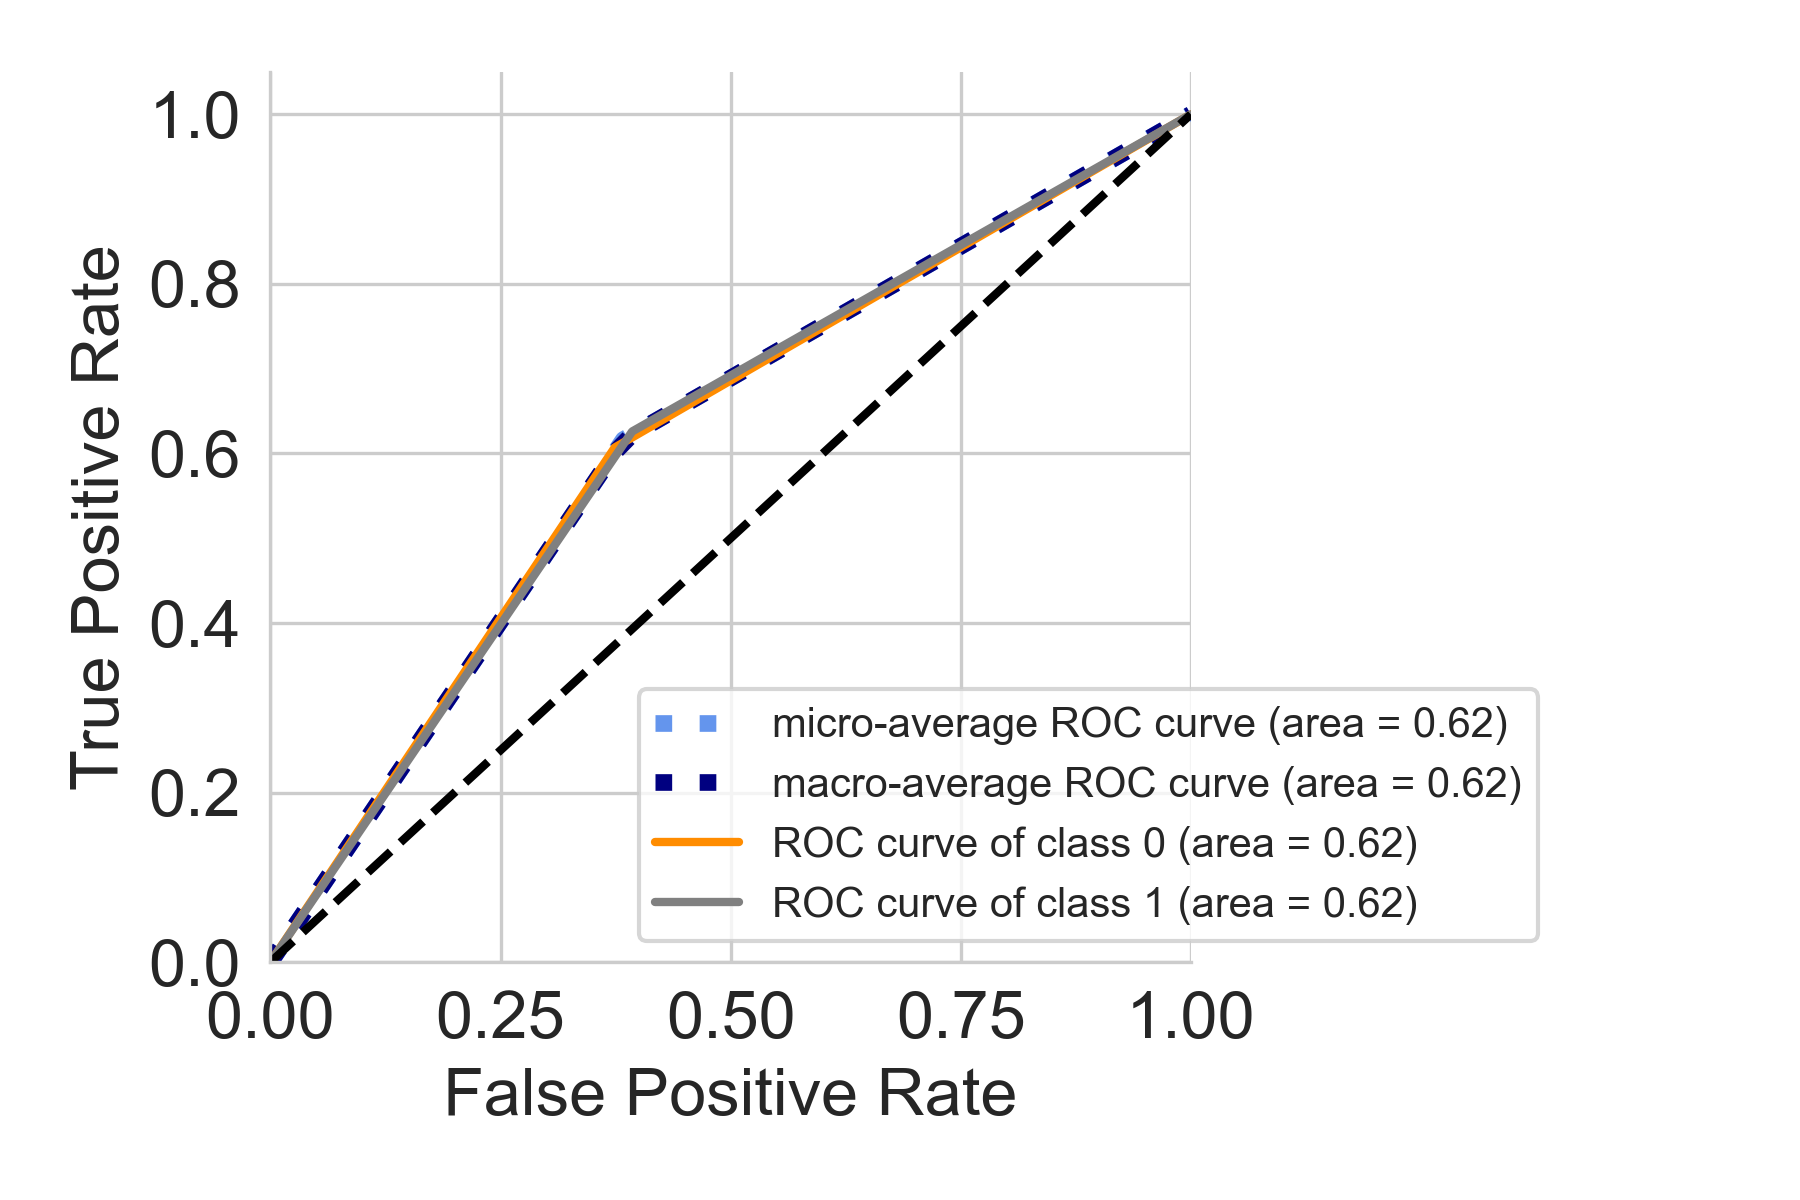 True Positive Rate
1.0
0.8
0.6
0.4
0.2
0.0
0.00 0.25 0.50 0.75 1.00
False Positive Rate
micro-average ROC curve (area = 0.62)
macro-average ROC curve (area = 0.62)
ROC curve of class 0 (area = 0.62)
ROC curve of class 1 (area = 0.62)